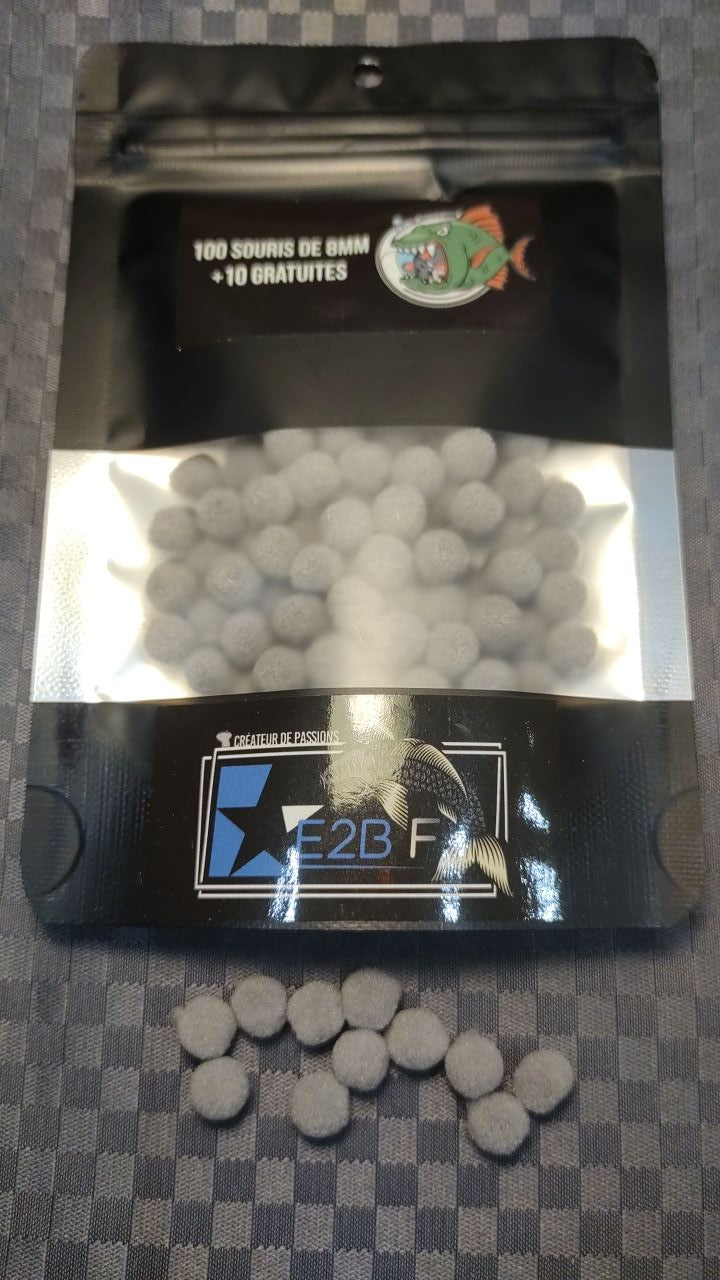 100 SOURIS DE 8MM
+10 GRATUITES
CRÉATEUR DE PASSIONS
E2B F